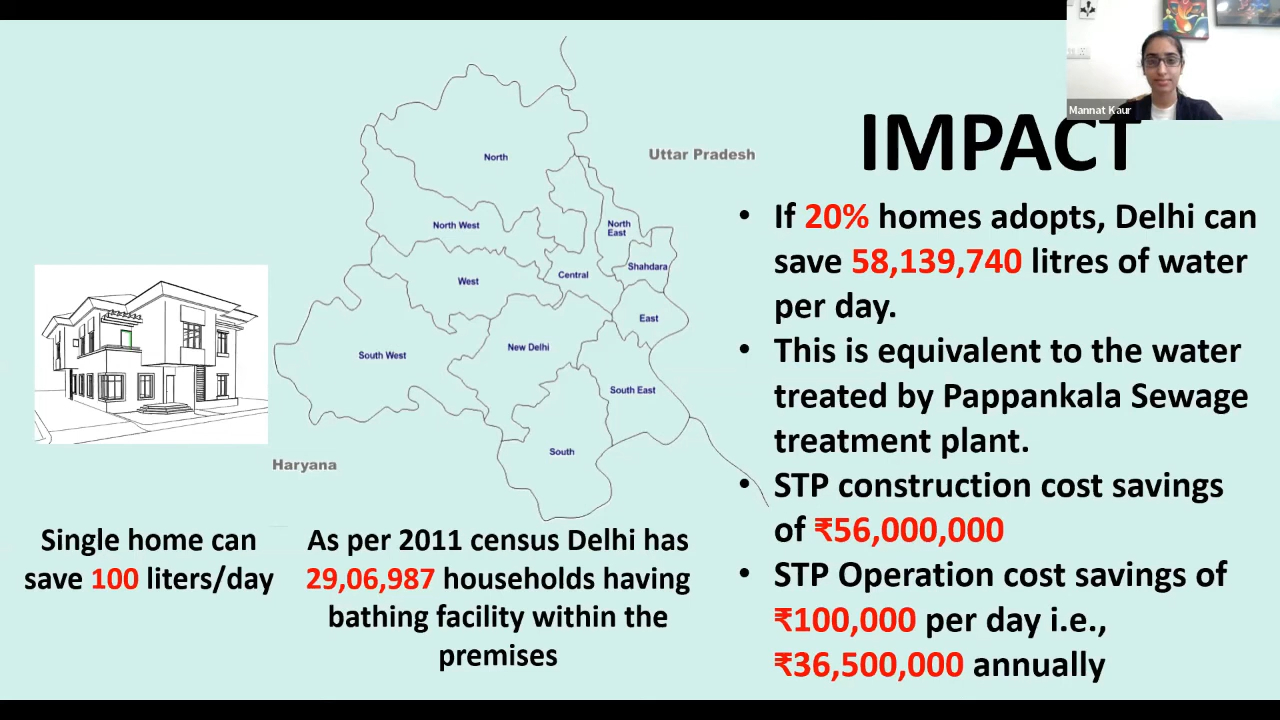 Mannat Kaur
IMPACT
• If 20% homes adopts, Delhi can
save 58,139,740 litres of water
per day.
• This is equivalent to the water
treated by Pappankala Sewage
treatment plant.
• STP construction cost savings
of ₹56,000,000
• STP Operation cost savings of
₹100,000 per day i.e.,
₹36,500,000 annually
North
Uttar Pradesh
North West
North
East
Shahdara
Central
West
East
New Delhi
South West
South East
South
Haryana
Single home can
save 100 liters/day
As per 2011 census Delhi has
29,06,987 households having
bathing facility within the
premises